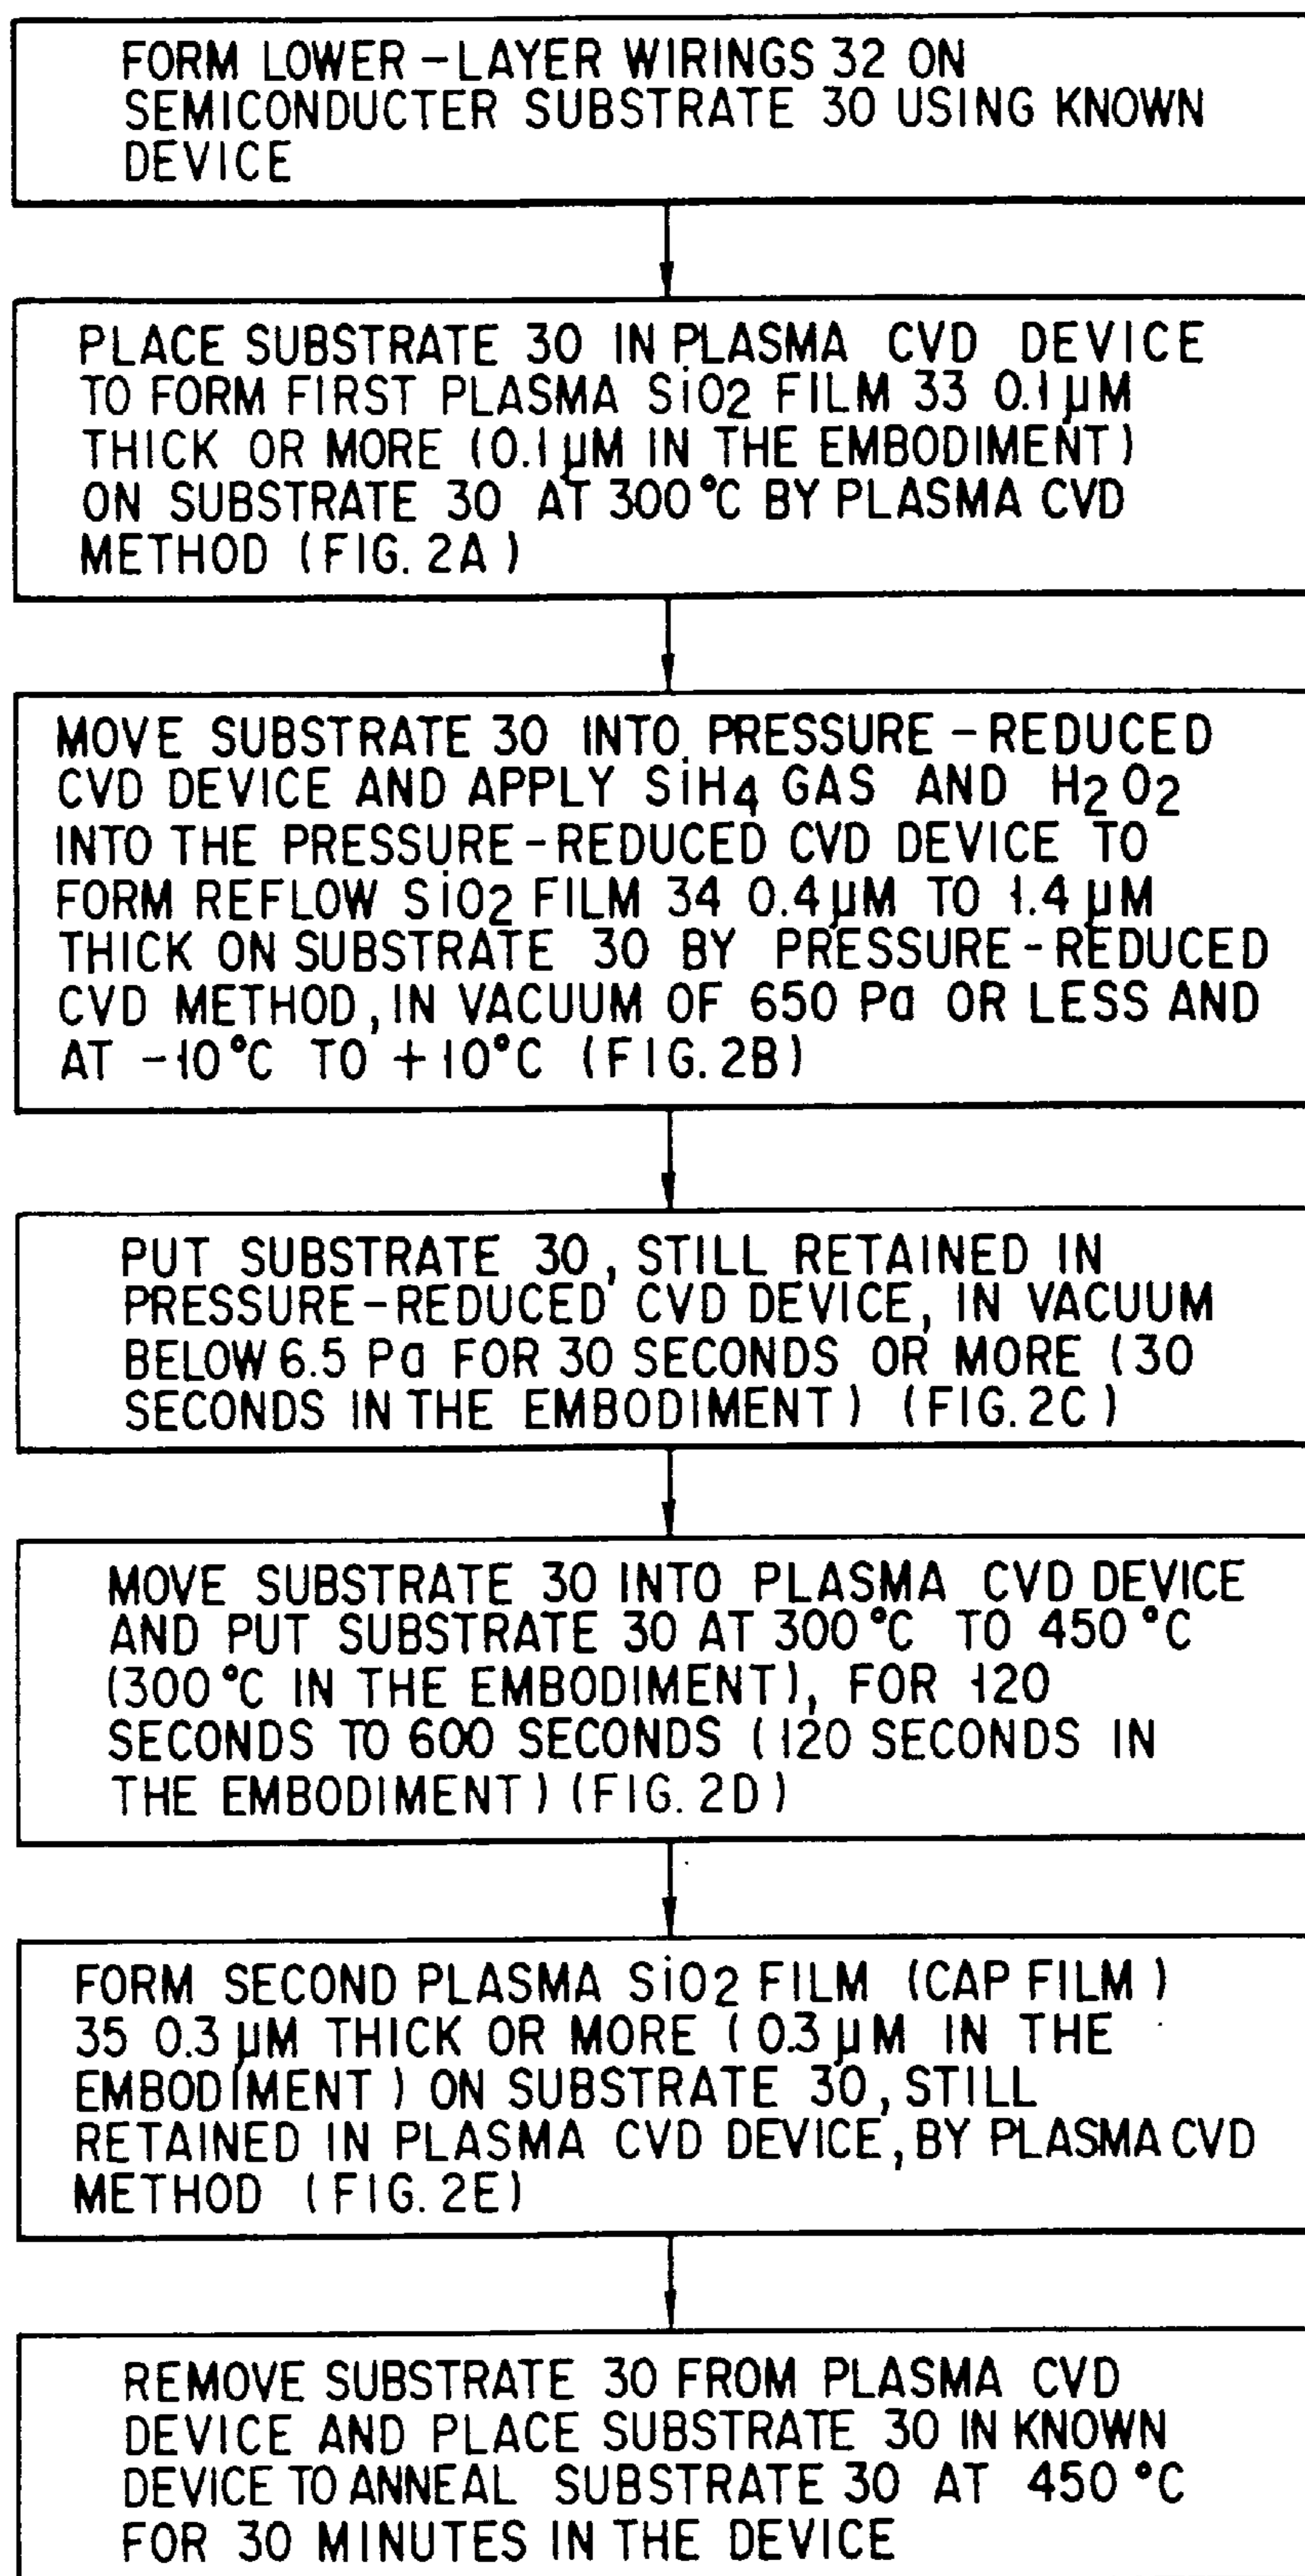 FORM LOWER-LAYER WIRINGS 32 ON
SEMICONDUCTER SUBSTRATE 30 USING KNOWN
DEVICE
PLACE SUBSTRATE 30 IN PLASMA CVD DEVICE
TO FORM FIRST PLASMA SiO2 FILM 33 0.1 µM
THICK OR MORE (0.1 µM IN THE EMBODIMENT)
ON SUBSTRATE 30 AT 300°C BY PLASMA CVD
METHOD (FIG. 2A)
MOVE SUBSTRATE 30 INTO PRESSURE-REDUCED
CVD DEVICE AND APPLY SiH4 GAS AND H2O2
INTO THE PRESSURE-REDUCED CVD DEVICE TO
FORM REFLOW SiO2 FILM 34 0.4 µM TO 1.4 µM
THICK ON SUBSTRATE 30 BY PRESSURE-REDUCED
CVD METHOD, IN VACUUM OF 650 Pa OR LESS AND
AT -10°C TO +10°C (FIG. 2B)
PUT SUBSTRATE 30, STILL RETAINED IN
PRESSURE-REDUCED CVD DEVICE, IN VACUUM
BELOW 6.5 Pa FOR 30 SECONDS OR MORE (30
SECONDS IN THE EMBODIMENT) (FIG. 2C)
MOVE SUBSTRATE 30 INTO PLASMA CVD DEVICE
AND PUT SUBSTRATE 30 AT 300°C TO 450°C
(300°C IN THE EMBODIMENT), FOR 120
SECONDS TO 600 SECONDS (120 SECONDS IN
THE EMBODIMENT) (FIG. 2D)
FORM SECOND PLASMA SiO2 FILM (CAP FILM)
35 0.3 µM THICK OR MORE (0.3 µM IN THE
EMBODIMENT) ON SUBSTRATE 30, STILL
RETAINED IN PLASMA CVD DEVICE, BY PLASMA CVD
METHOD (FIG. 2E)
REMOVE SUBSTRATE 30 FROM PLASMA CVD
DEVICE AND PLACE SUBSTRATE 30 IN KNOWN
DEVICE TO ANNEAL SUBSTRATE 30 AT 450°C
FOR 30 MINUTES IN THE DEVICE